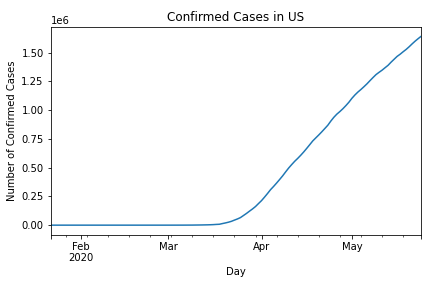 Confirmed Cases in US
1e6
1.50
1.25
1.00
0.75
0.50
0.25
0.00
Number of Confirmed Cases
Feb
2020
Mar
Apr
May
Day